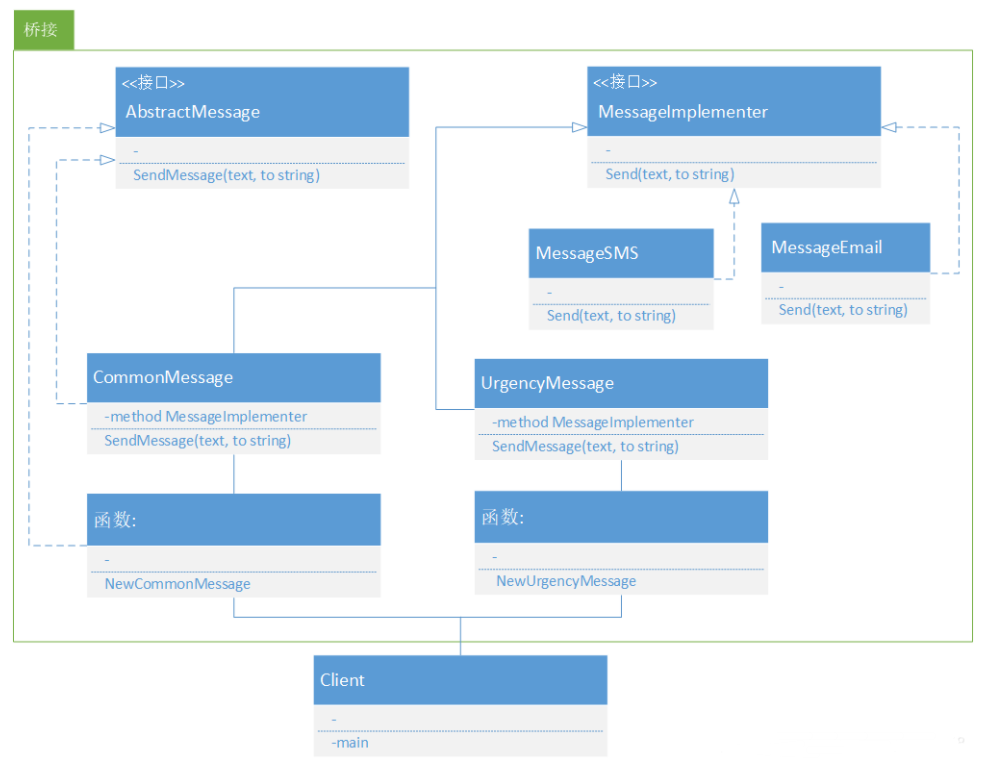 桥接
<<接口>>
AbstractMessage
-
SendMessage(text, to string)
<<接口>>
MessageImplementer
-
Send(text, to string)
MessageSMS
-
Send(text, to string)
MessageEmail
-
Send(text, to string)
CommonMessage
-method MessageImplementer
SendMessage(text, to string)
UrgencyMessage
-method MessageImplementer
SendMessage(text, to string)
函数:
-
NewCommonMessage
函数:
-
NewUrgencyMessage
Client
-
-main